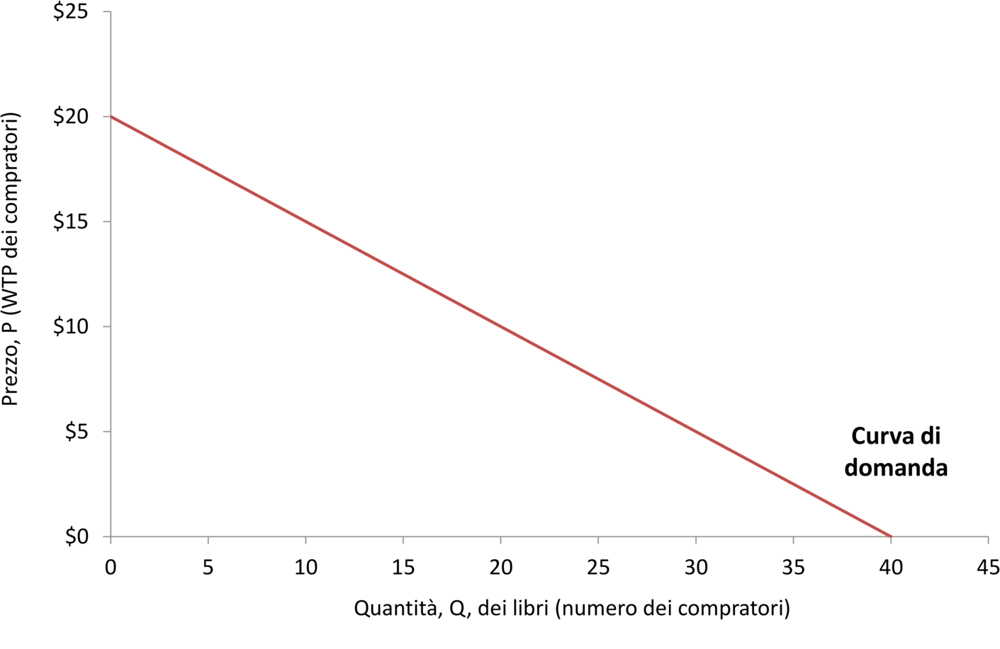 $25
$20
$15
$10
$5
$0
Prezzo, P (WTP dei compratori)
Curva di
domanda
0 5 10 15 20 25 30 35 40 45
Quantità, Q, dei libri (numero dei compratori)